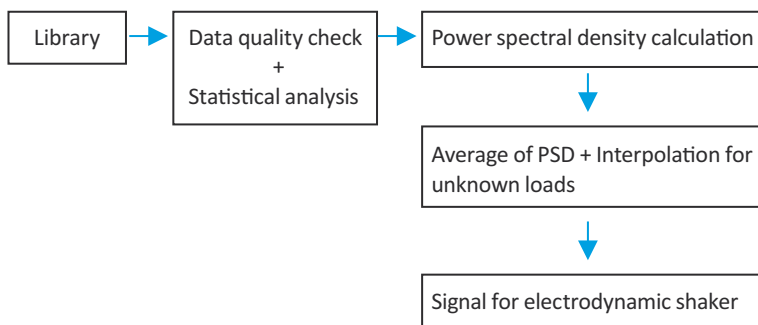 Library
Data quality check
+
Statistical analysis
Power spectral density calculation
Average of PSD + Interpolation for
unknown loads
Signal for electrodynamic shaker